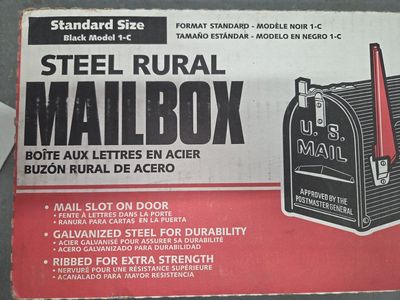 Standard Size
Black Model 1-C
FORMAT STANDARD - MODÈLE NOIR 1-C
TAMAÑO ESTÁNDAR - MODELO EN NEGRO 1-C
STEEL RURAL
MAILBOX
BOÎTE AUX LETTRES EN ACIER
BUZÓN RURAL DE ACERO
U.S.
MAIL
APPROVED BY THE
POSTMASTER GENERAL
• MAIL SLOT ON DOOR
• FENTE À LETTRES DANS LA PORTE
• RANURA PARA CARTAS EN LA PUERTA
• GALVANIZED STEEL FOR DURABILITY
• ACIER GALVANISÉ POUR ASSURER SA DURABILITÉ
• ACERO GALVANIZADO PARA DURABILIDAD
• RIBBED FOR EXTRA STRENGTH
• NERVURÉ POUR UNE RÉSISTANCE SUPÉRIEURE
• ACANALADO PARA MAYOR RESISTENCIA